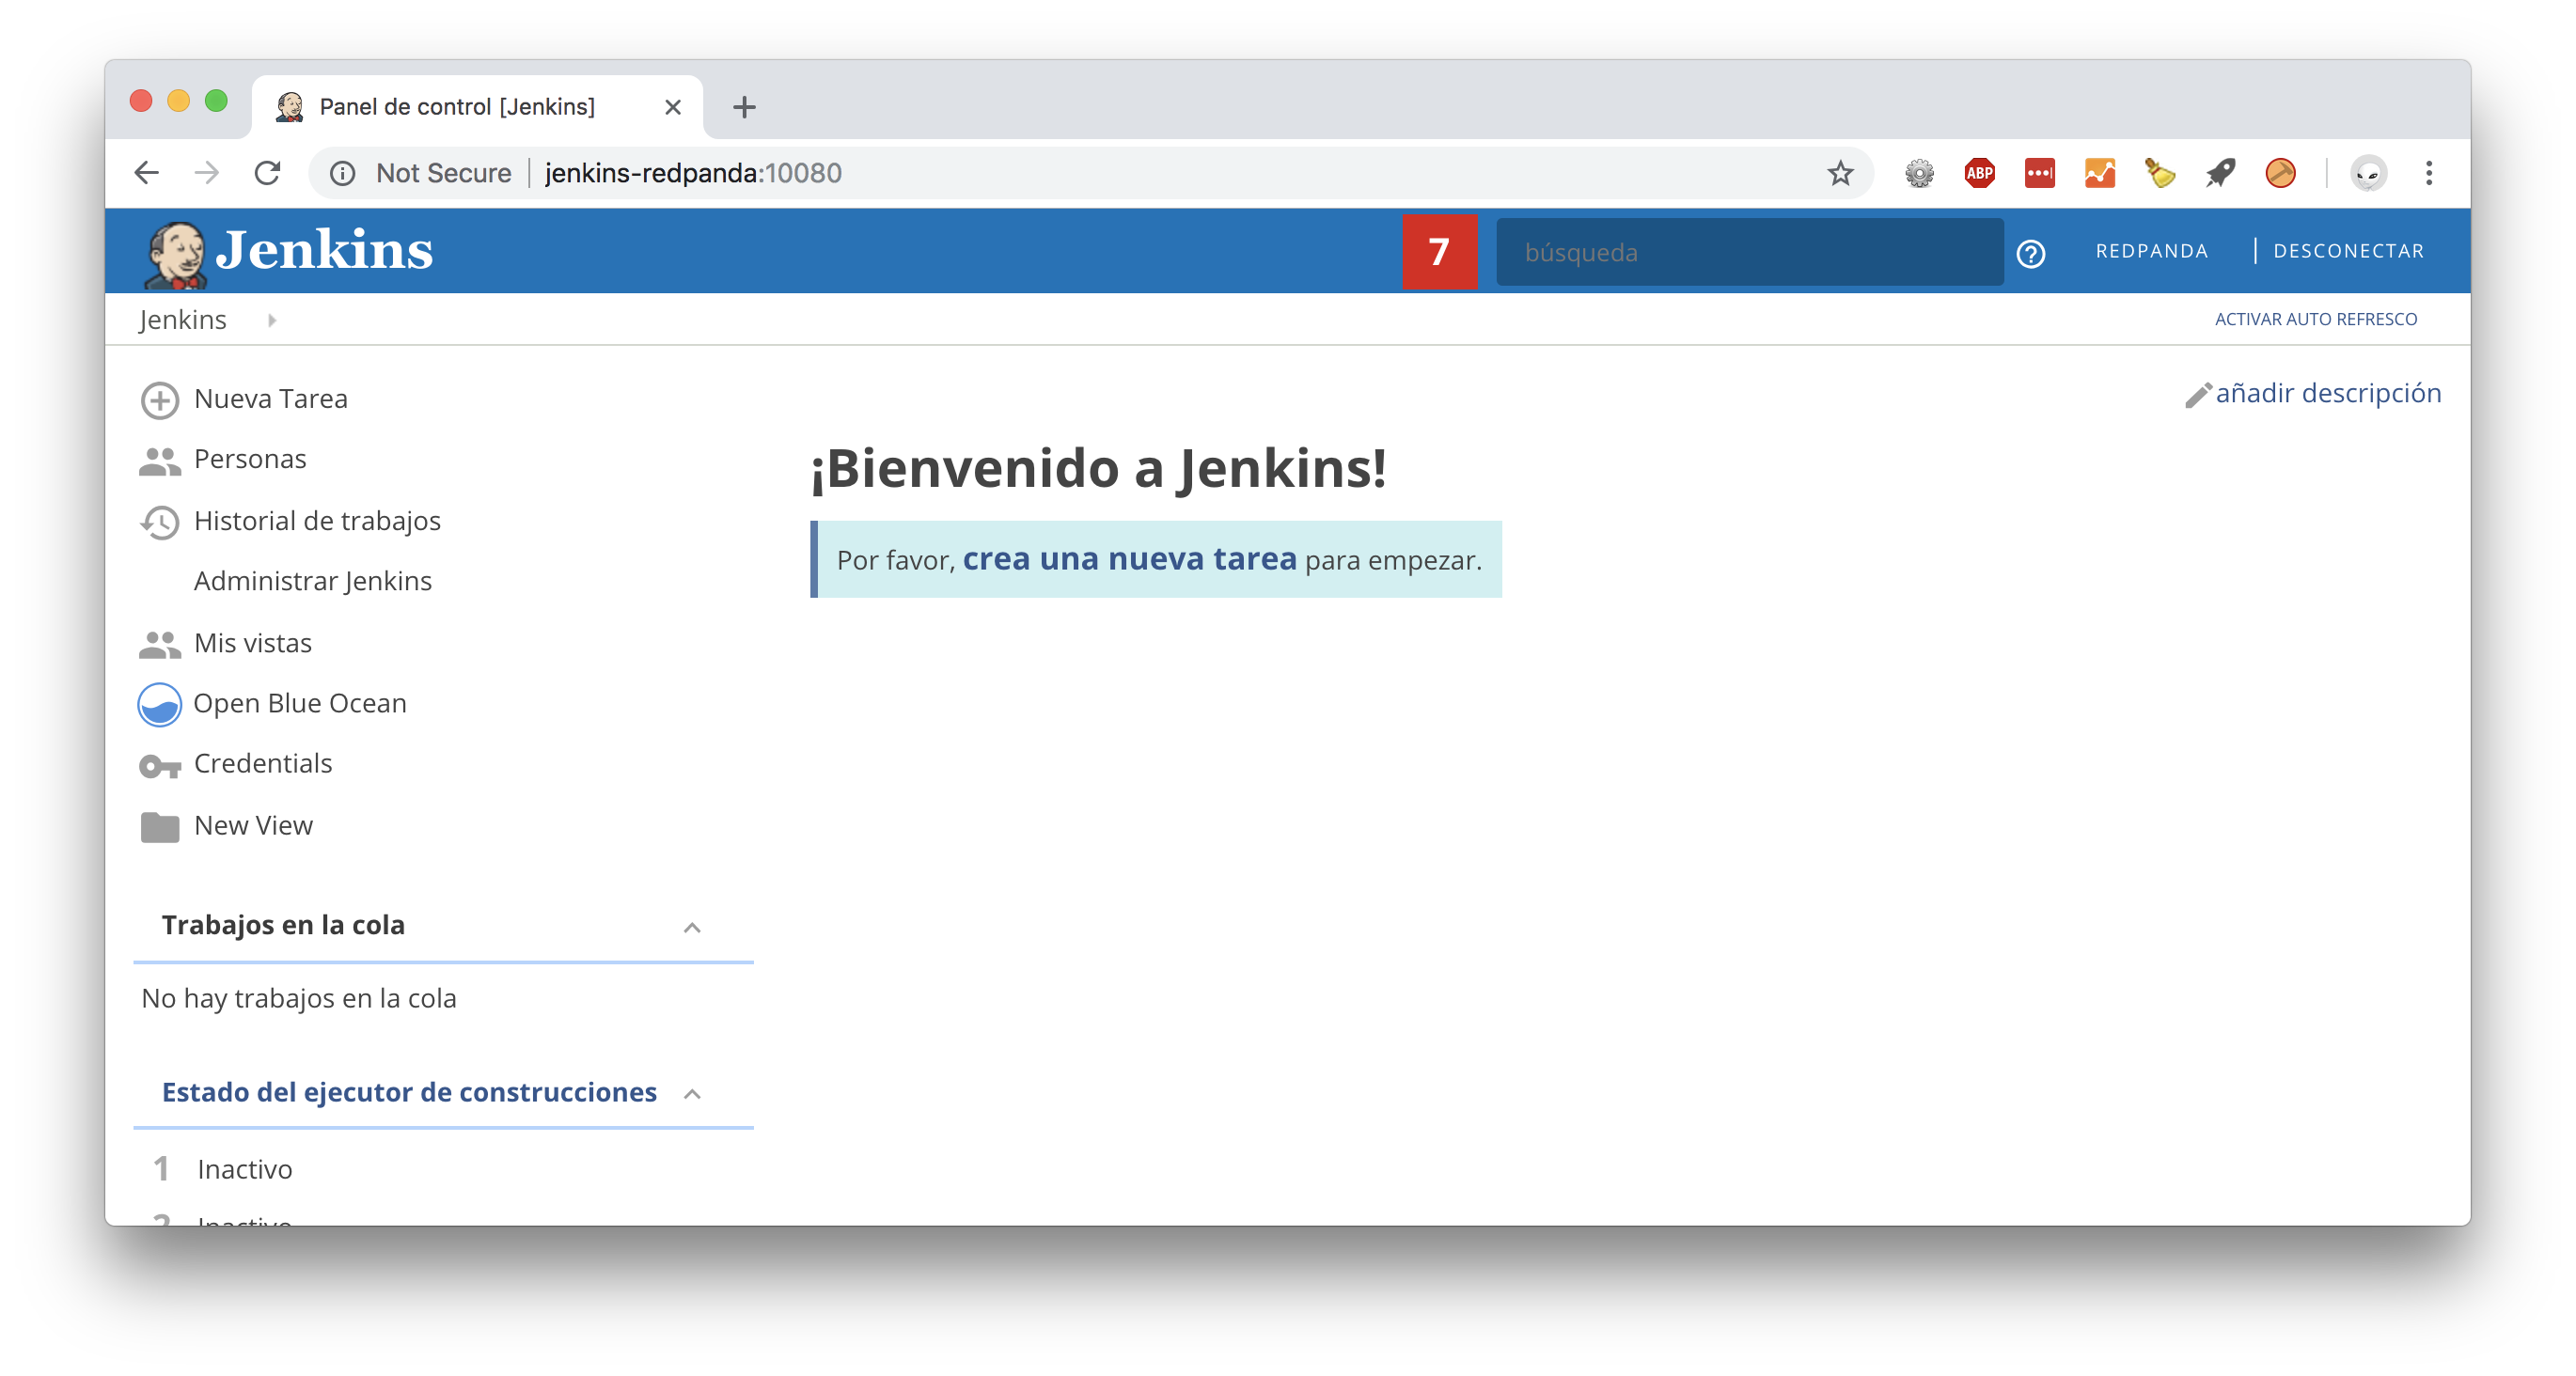 Panel de control [Jenkins]
Not Secure | jenkins-redpanda:10080
ABP
Jenkins
7
búsqueda
REDPANDA | DESCONECTAR
Jenkins
ACTIVAR AUTO REFRESCO
Nueva Tarea
Personas
Historial de trabajos
Administrar Jenkins
Mis vistas
Open Blue Ocean
Credentials
New View
añadir descripción
¡Bienvenido a Jenkins!
Por favor, crea una nueva tarea para empezar.
Trabajos en la cola
No hay trabajos en la cola
Estado del ejecutor de construcciones
1 Inactivo
2 Inactivo